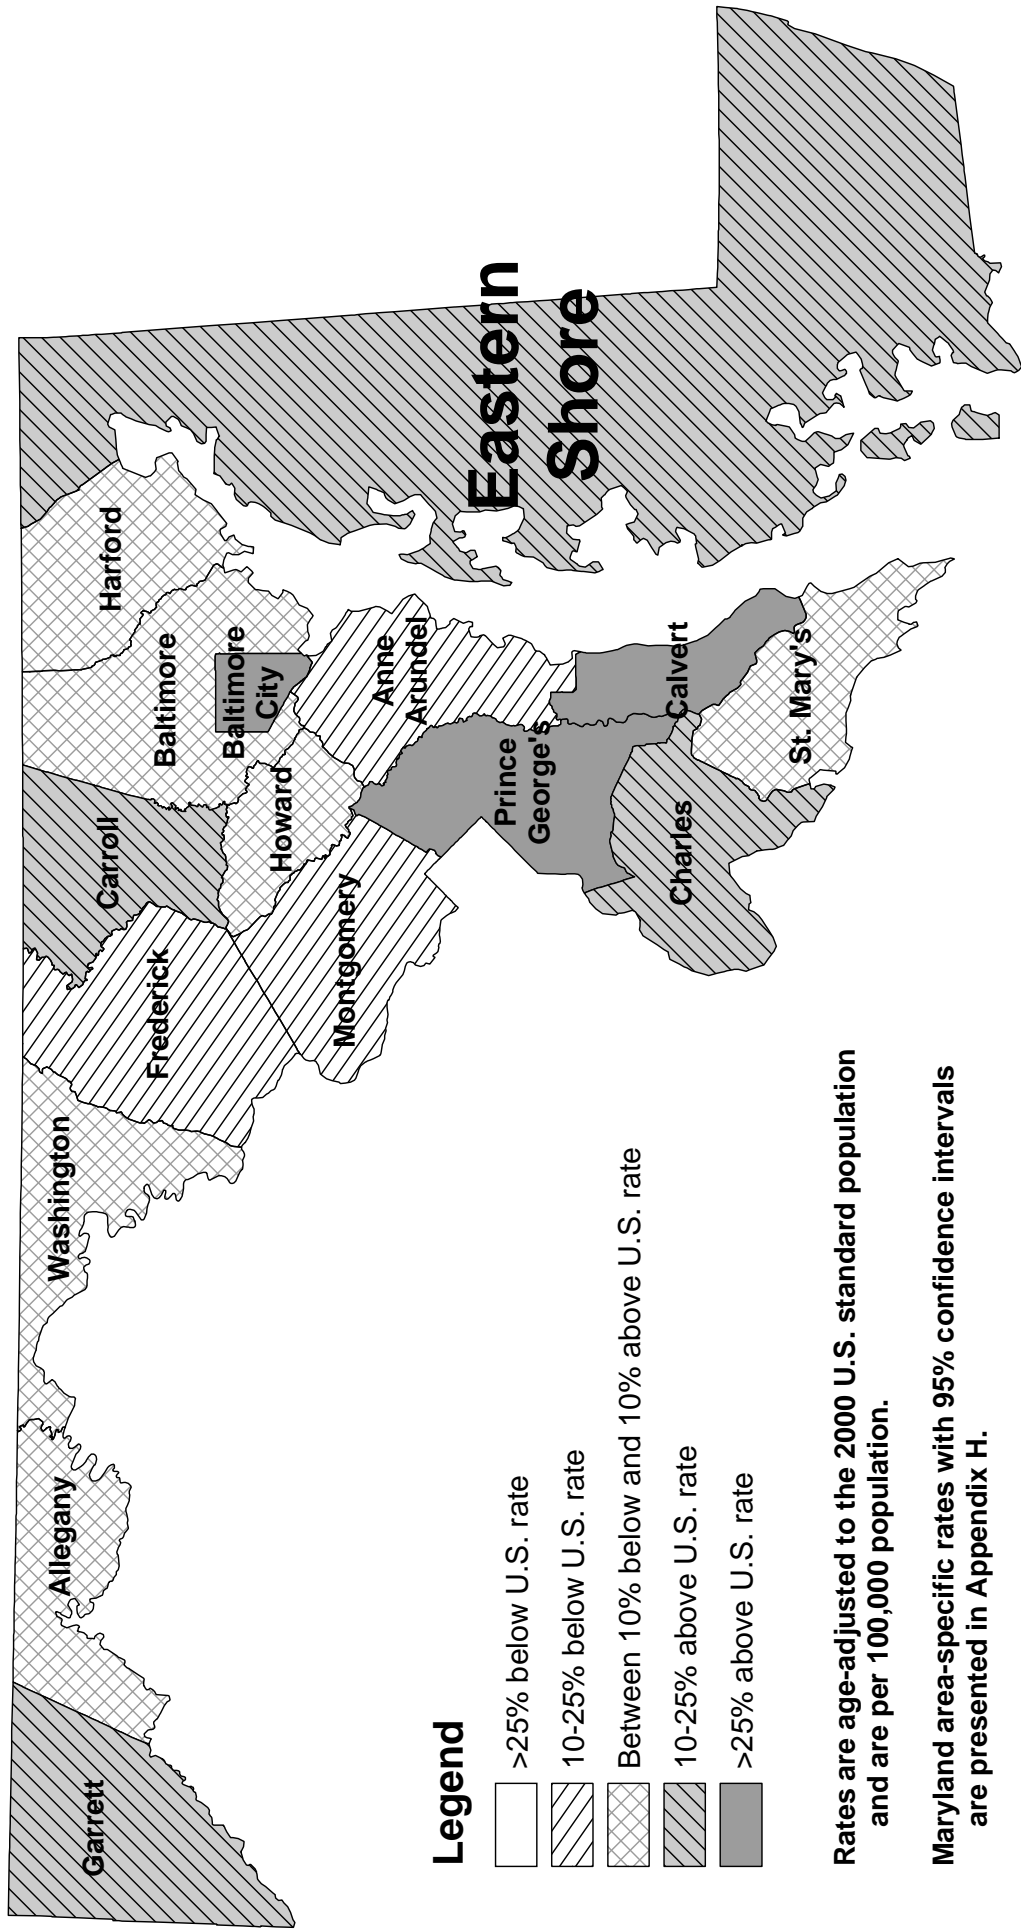 Garrett
Allegany
Washington
Frederick
Carroll
Baltimore
Harford
Baltimore
City
Howard
Montgomery
Anne
Arundel
Prince
George's
Calvert
Charles
St. Mary's
Eastern
Shore
Legend
>25% below U.S. rate
10-25% below U.S. rate
Between 10% below and 10% above U.S. rate
10-25% above U.S. rate
>25% above U.S. rate
Rates are age-adjusted to the 2000 U.S. standard population
and are per 100,000 population.
Maryland area-specific rates with 95% confidence intervals
are presented in Appendix H.